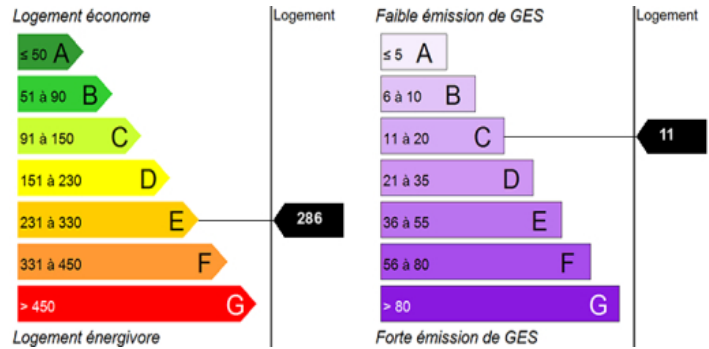 Logement économe
Logement
≤ 50 A
51 à 90 B
91 à 150 C
151 à 230 D
231 à 330 E
286
331 à 450 F
> 450 G
Logement énergivore
Faible émission de GES
Logement
≤ 5 A
6 à 10 B
11 à 20 C
11
21 à 35 D
36 à 55 E
56 à 80 F
> 80 G
Forte émission de GES